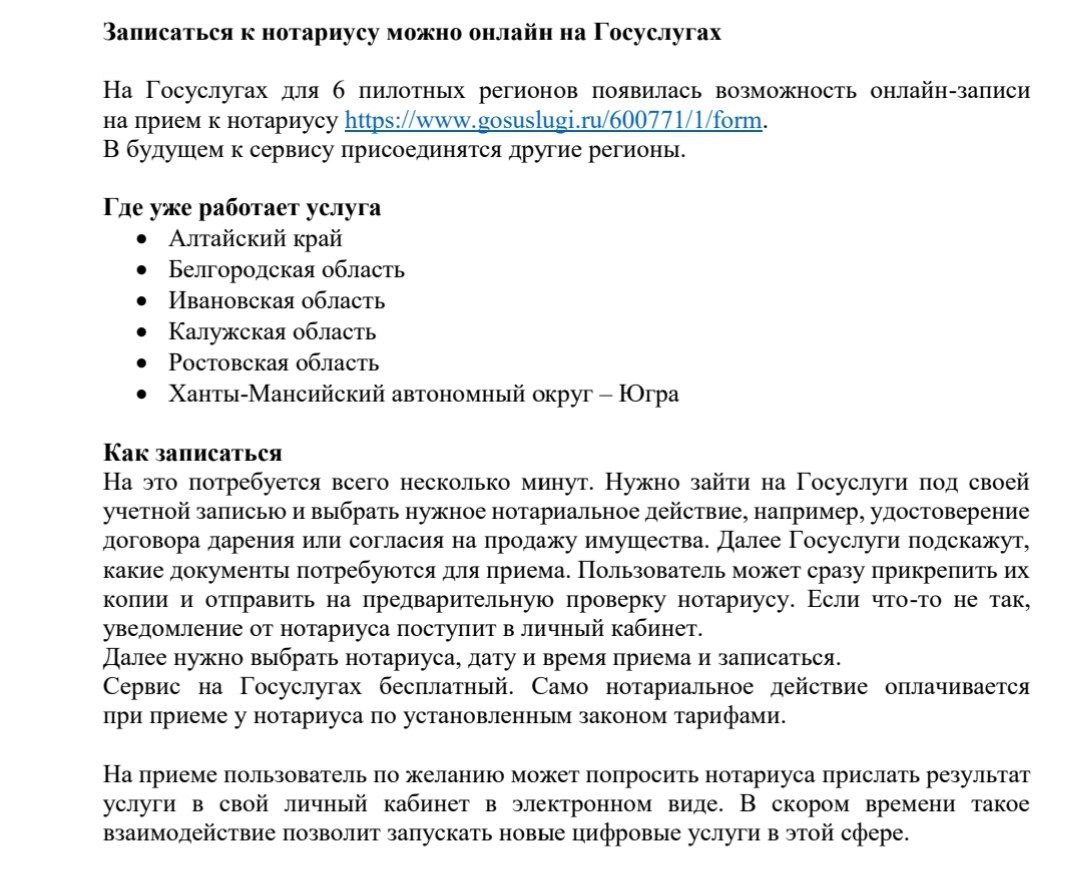 Записаться к нотариусу можно онлайн на Госуслугах
На Госуслугах для 6 пилотных регионов появилась возможность онлайн-записи
на прием к нотариусу https://www.gosuslugi.ru/600771/1/form.
В будущем к сервису присоединятся другие регионы.
Где уже работает услуга
• Алтайский край
• Белгородская область
• Ивановская область
• Калужская область
• Ростовская область
• Ханты-Мансийский автономный округ – Югра
Как записаться
На это потребуется всего несколько минут. Нужно зайти на Госуслуги под своей
учетной записью и выбрать нужное нотариальное действие, например, удостоверение
договора дарения или согласия на продажу имущества. Далее Госуслуги подскажут,
какие документы потребуются для приема. Пользователь может сразу прикрепить их
копии и отправить на предварительную проверку нотариусу. Если что-то не так,
уведомление от нотариуса поступит в личный кабинет.
Далее нужно выбрать нотариуса, дату и время приема и записаться.
Сервис на Госуслугах бесплатный. Само нотариальное действие оплачивается
при приеме у нотариуса по установленным законом тарифами.
На приеме пользователь по желанию может попросить нотариуса прислать результат
услуги в свой личный кабинет в электронном виде. В скором времени такое
взаимодействие позволит запускать новые цифровые услуги в этой сфере.